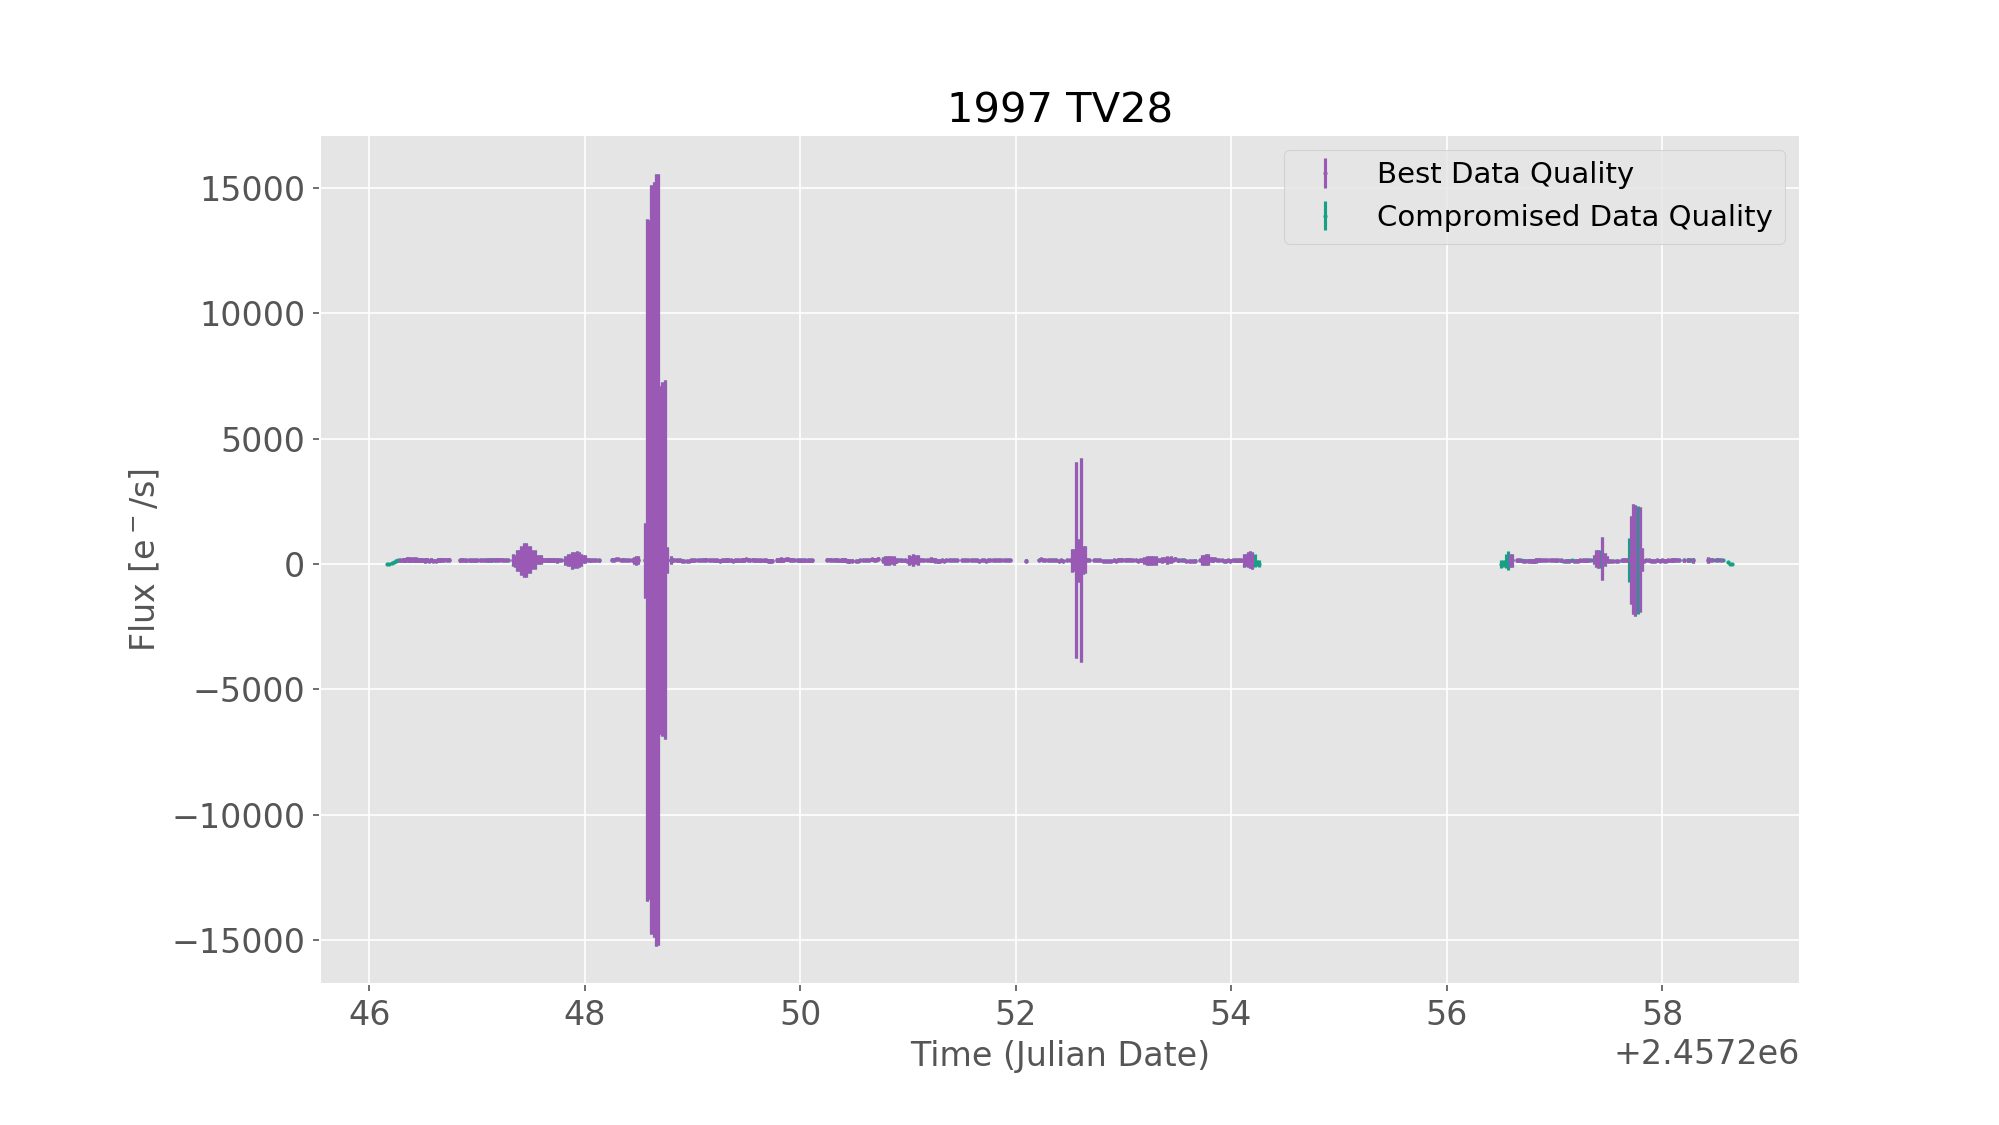 1997 TV28
Best Data Quality
Compromised Data Quality
15000
10000
5000
0
−5000
−10000
−15000
Flux [e⁻/s]
46 48 50 52 54 56 58
Time (Julian Date)
+2.4572e6